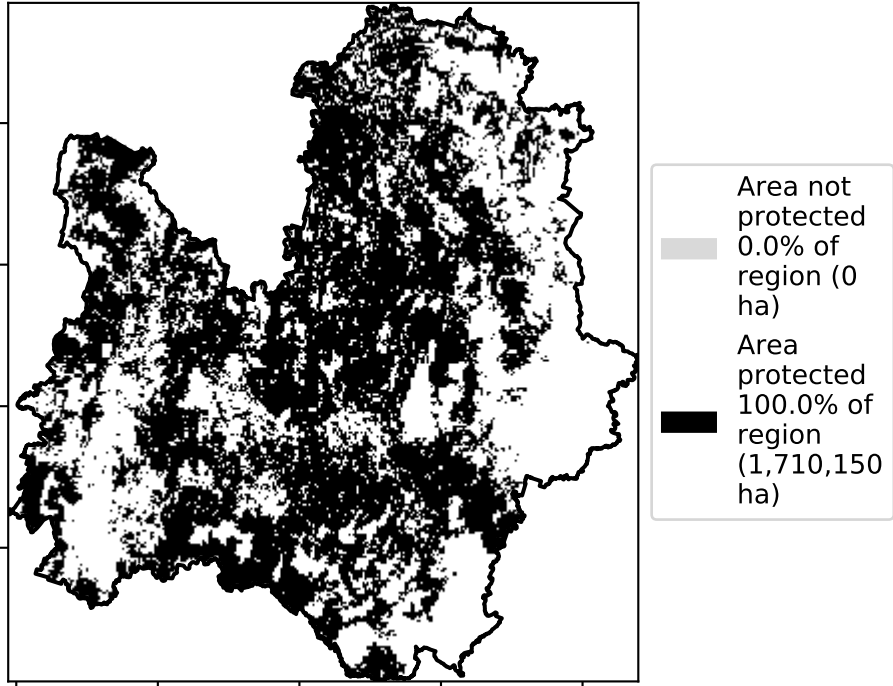 Area not
protected
0.0% of
region (0
ha)
Area
protected
100.0% of
region
(1,710,150
ha)